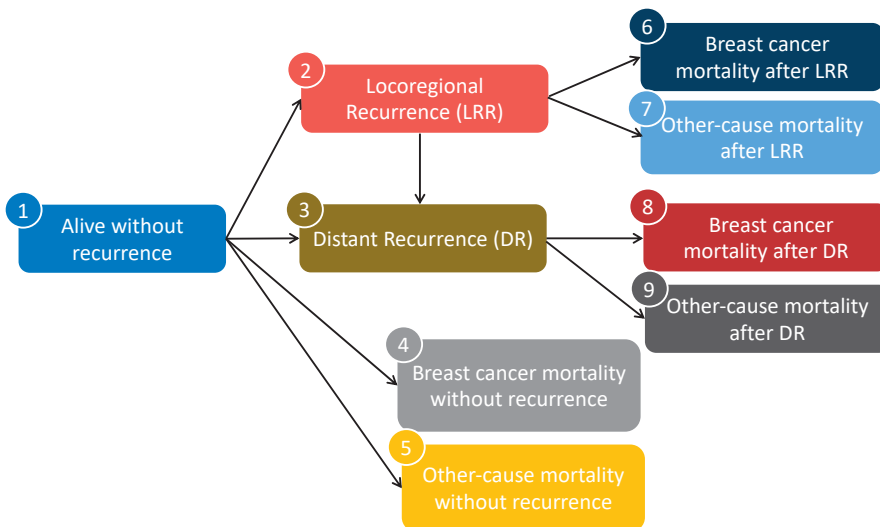 1
Alive without
recurrence
2
Locoregional
Recurrence (LRR)
3
Distant Recurrence (DR)
4
Breast cancer mortality
without recurrence
5
Other-cause mortality
without recurrence
6
Breast cancer
mortality after LRR
7
Other-cause mortality
after LRR
8
Breast cancer
mortality after DR
9
Other-cause mortality
after DR